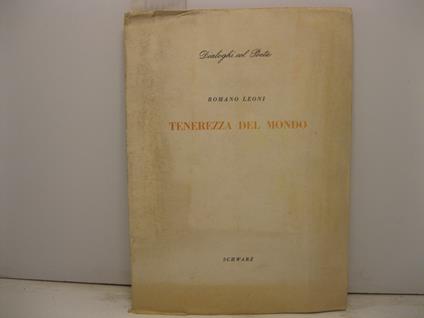 Dialoghi col Poeta
ROMANO LEONI
TENEREZZA DEL MONDO
SCHWARZ